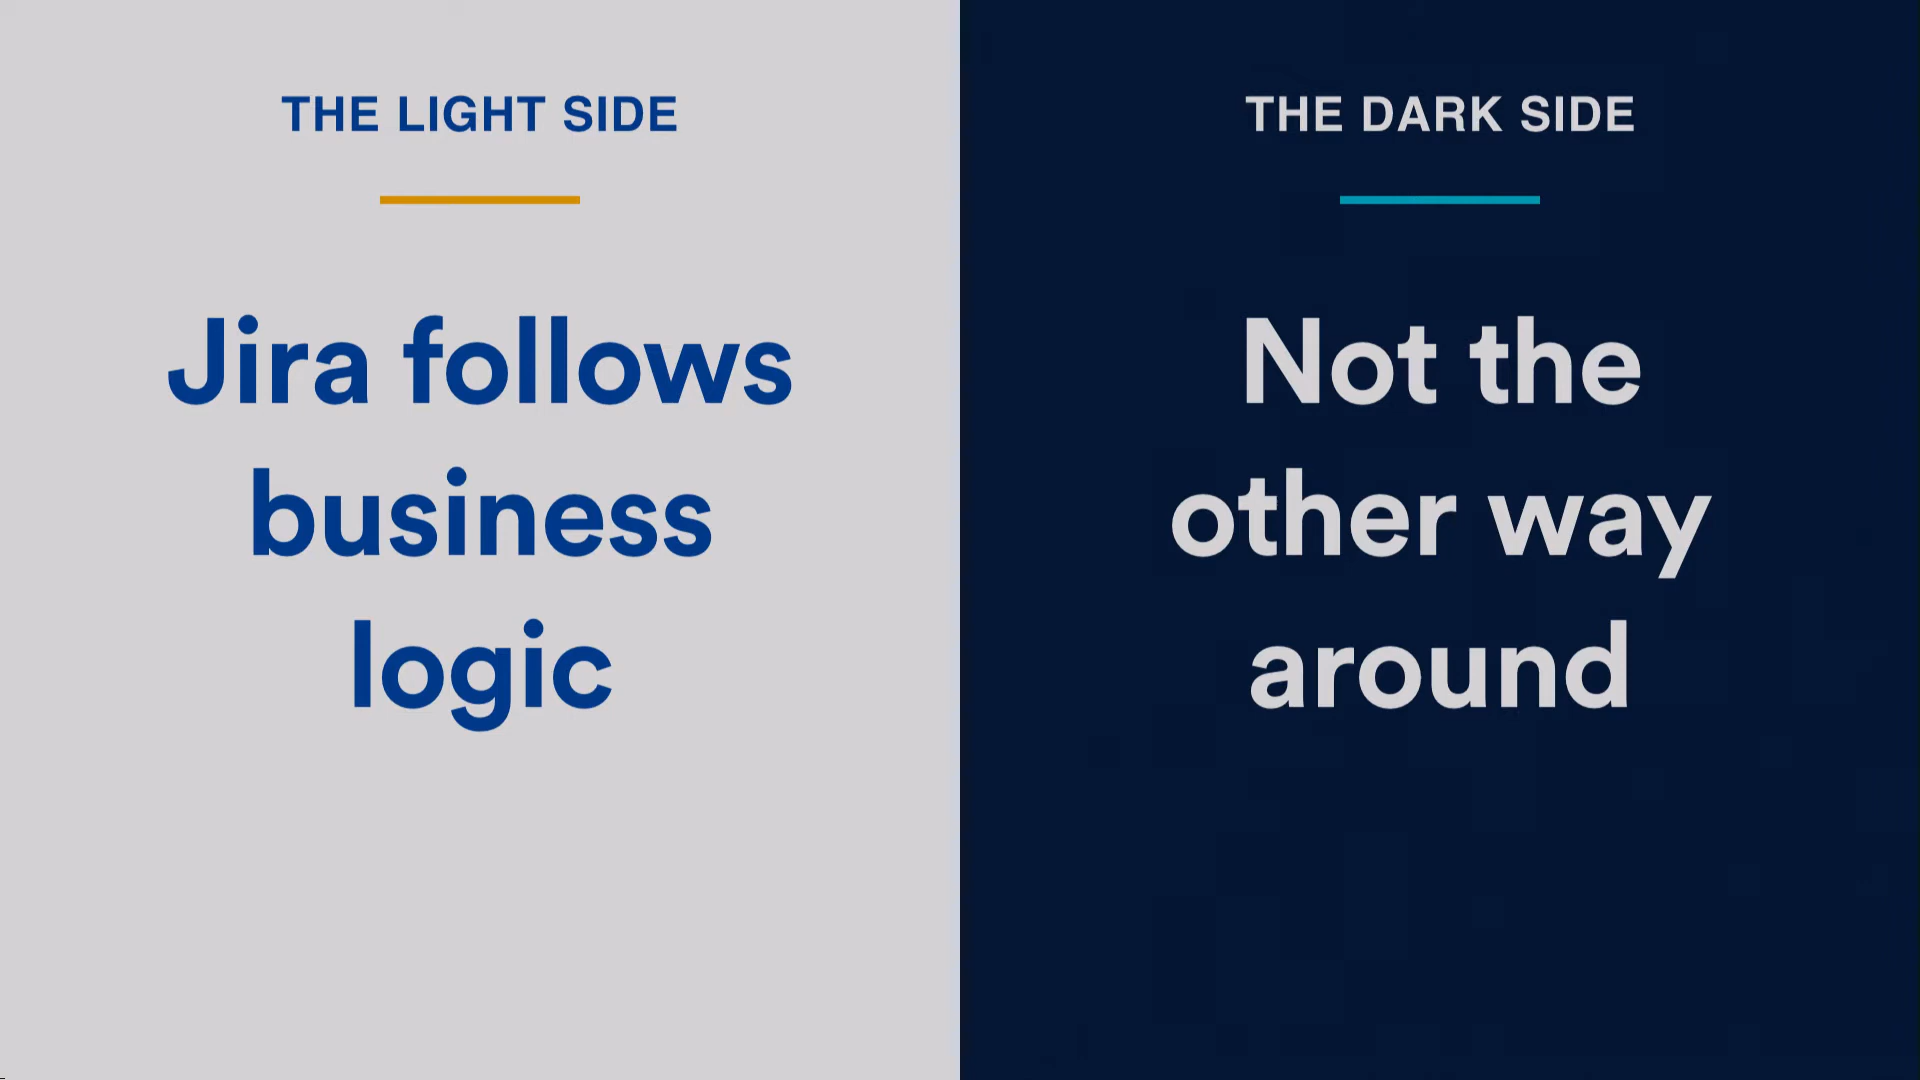 THE LIGHT SIDE
Jira follows
business
logic
THE DARK SIDE
Not the
other way
around